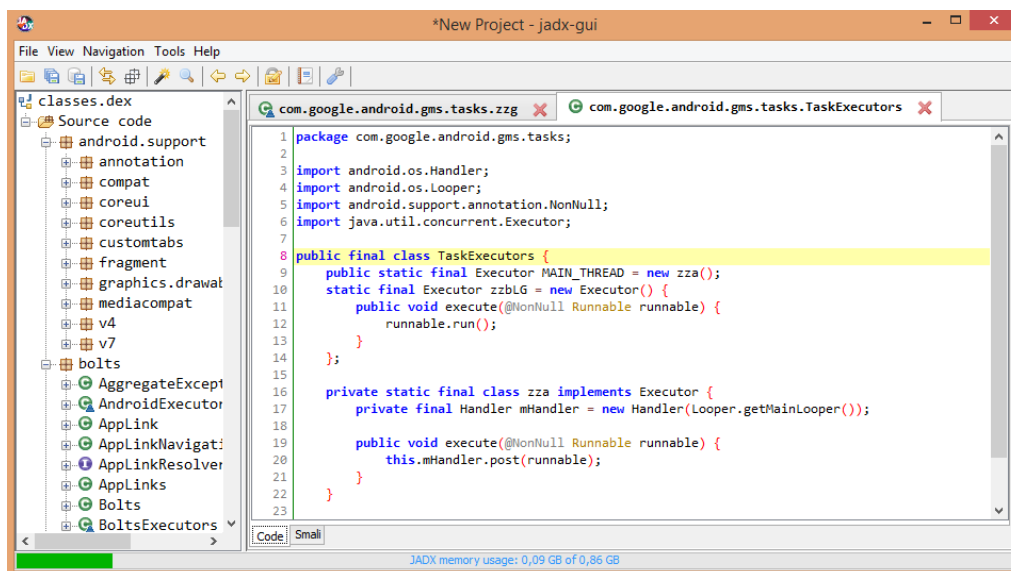 *New Project - jadx-gui
File View Navigation Tools Help
classes.dex
Source code
android.support
annotation
compat
coreui
coreutils
customtabs
fragment
graphics.drawab
mediacompat
v4
v7
bolts
AggregateExcept
AndroidExecutor
AppLink
AppLinkNavigati
AppLinkResolver
AppLinks
Bolts
BoltsExecutors
com.google.android.gms.tasks.zzg
com.google.android.gms.tasks.TaskExecutors
1 package com.google.android.gms.tasks;
2
3 import android.os.Handler;
4 import android.os.Looper;
5 import android.support.annotation.NonNull;
6 import java.util.concurrent.Executor;
7
8 public final class TaskExecutors {
9     public static final Executor MAIN_THREAD = new zza();
10     static final Executor zzbLG = new Executor() {
11         public void execute(@NonNull Runnable runnable) {
12             runnable.run();
13         }
14     };
15
16     private static final class zza implements Executor {
17         private final Handler mHandler = new Handler(Looper.getMainLooper());
18
19         public void execute(@NonNull Runnable runnable) {
20             this.mHandler.post(runnable);
21         }
22     }
23
Code Smali
JADX memory usage: 0,09 GB of 0,86 GB